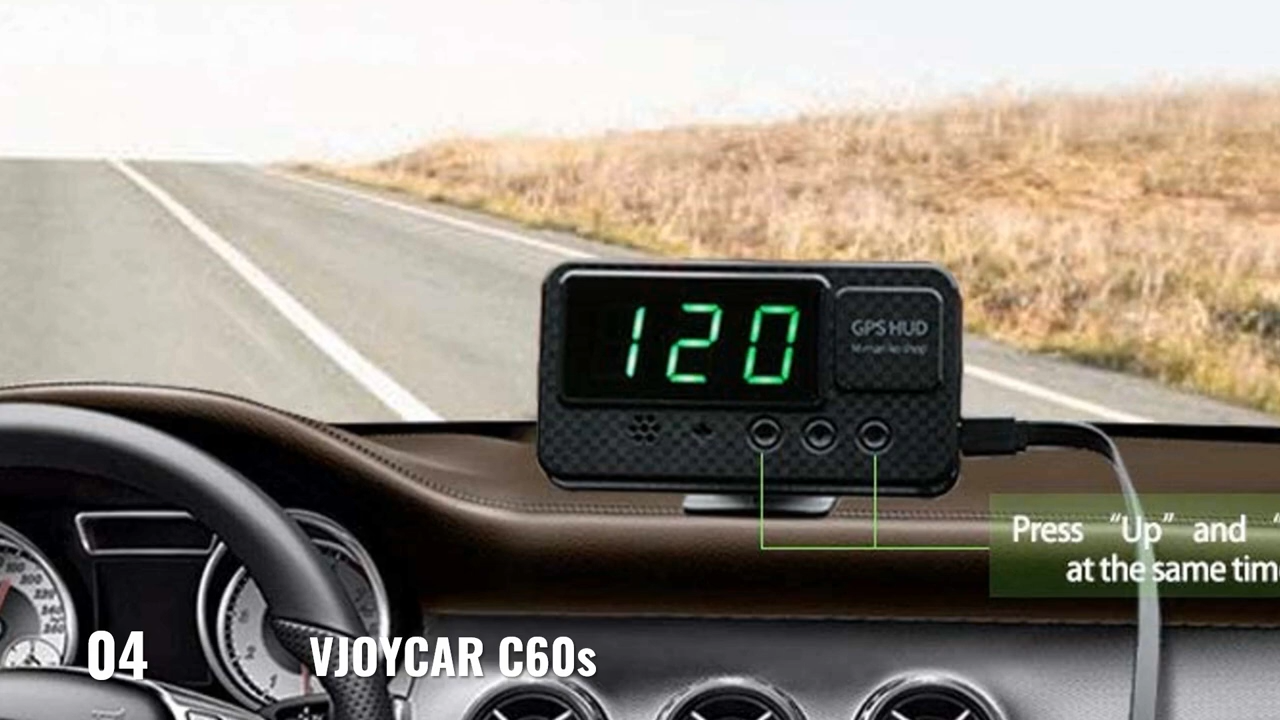 120
GPS HUD
Press “Up” and “
at the same tim
04
VJOYCAR C60s